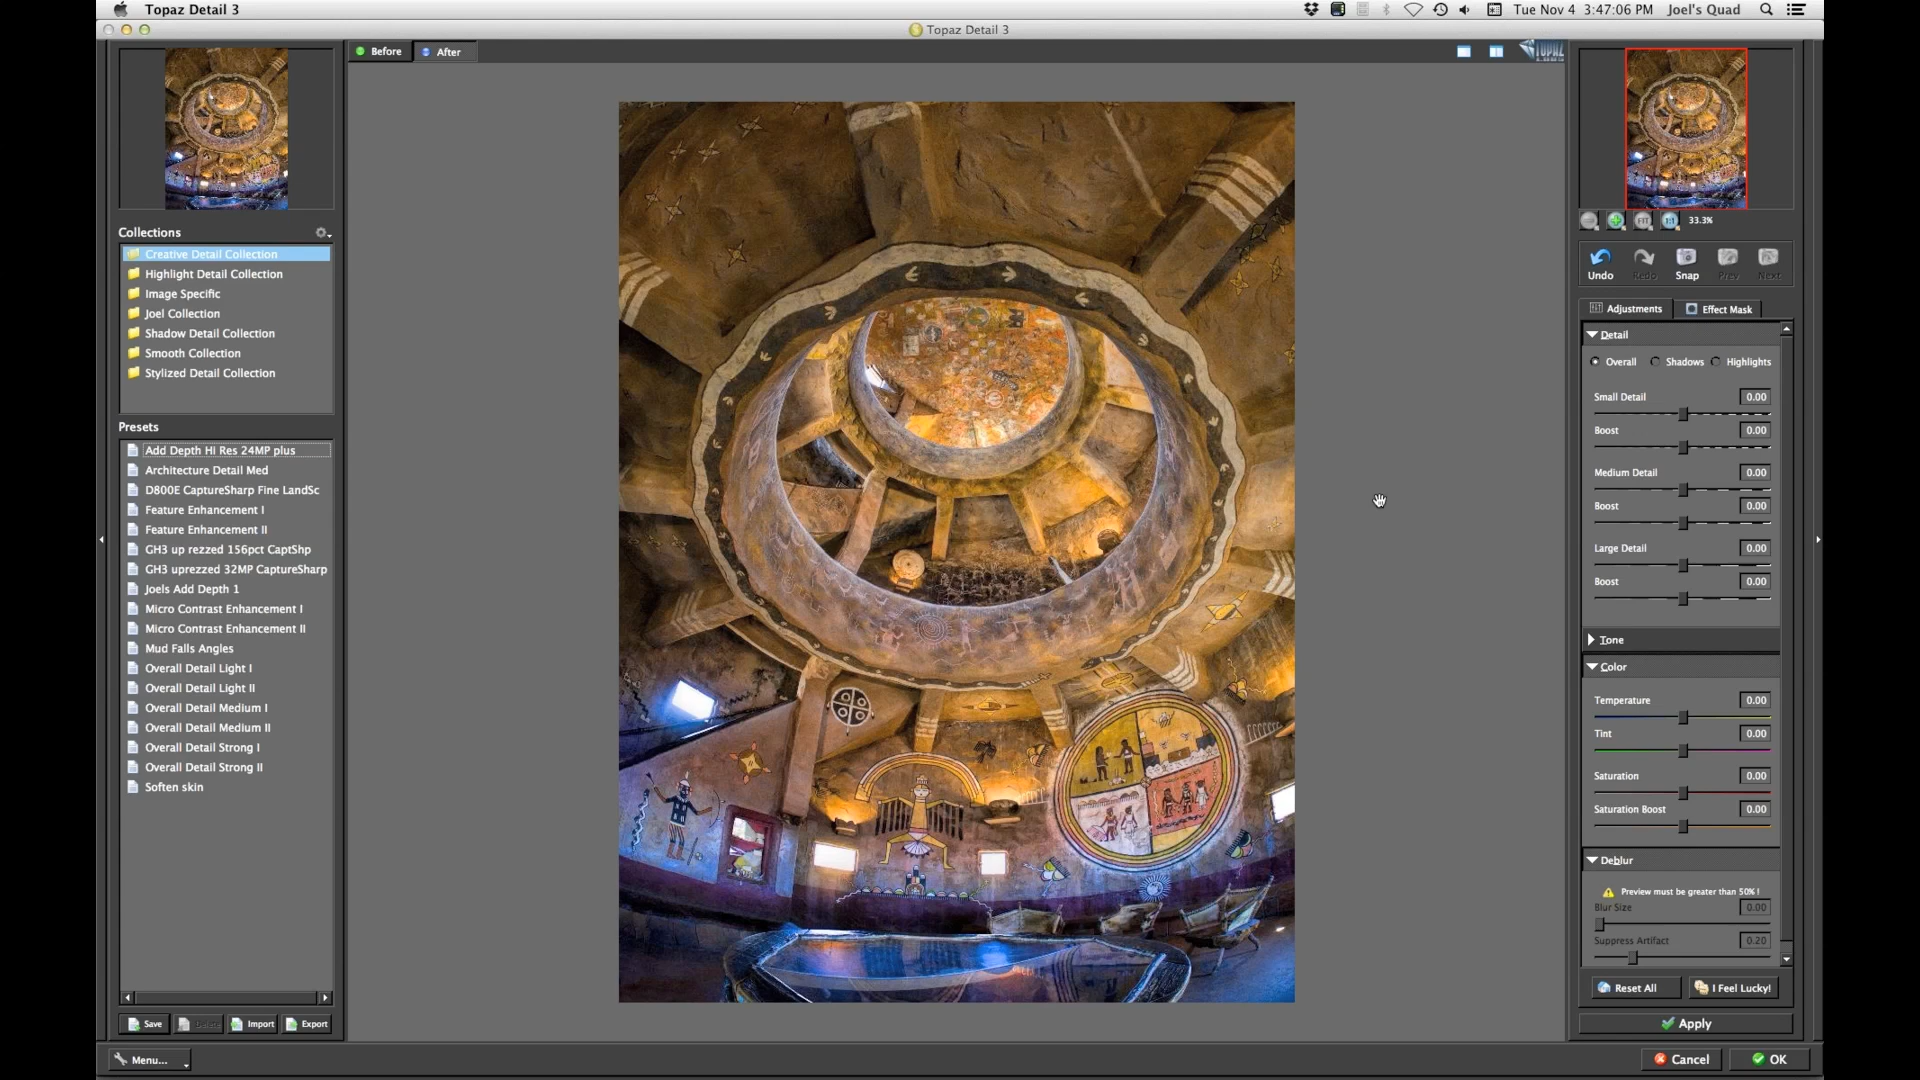 Topaz Detail 3
Tue Nov 4 3:47:06 PM Joel's Quad
Topaz Detail 3
Before
After
TOPAZ
Collections
Creative Detail Collection
Highlight Detail Collection
Image Specific
Joel Collection
Shadow Detail Collection
Smooth Collection
Stylized Detail Collection
Presets
Add Depth Hi Res 24MP plus
Architecture Detail Med
D800E CaptureSharp Fine LandSc
Feature Enhancement I
Feature Enhancement II
GH3 up rezzed 156pct CaptShp
GH3 uprezzed 32MP CaptureSharp
Joels Add Depth 1
Micro Contrast Enhancement I
Micro Contrast Enhancement II
Mud Falls Angles
Overall Detail Light I
Overall Detail Light II
Overall Detail Medium I
Overall Detail Medium II
Overall Detail Strong I
Overall Detail Strong II
Soften skin
Save
Delete
Import
Export
Menu...
FIT
1:1
33.3%
Undo
Redo
Snap
Prev
Next
Adjustments
Effect Mask
Detail
Overall
Shadows
Highlights
Small Detail 0.00
Boost 0.00
Medium Detail 0.00
Boost 0.00
Large Detail 0.00
Boost 0.00
Tone
Color
Temperature 0.00
Tint 0.00
Saturation 0.00
Saturation Boost 0.00
Deblur
Preview must be greater than 50% !
Blur Size 0.00
Suppress Artifact 0.20
Reset All
I Feel Lucky!
Apply
Cancel
OK